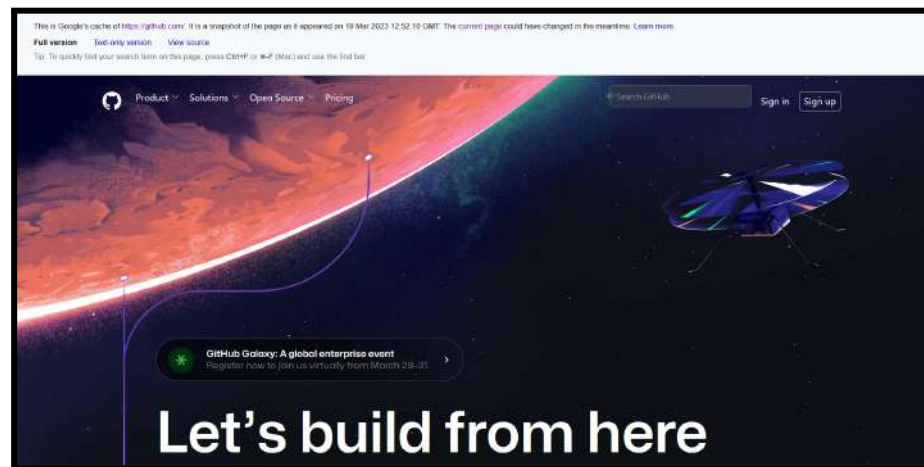 This is Google's cache of https://github.com/. It is a snapshot of the page as it appeared on 19 Mar 2023 12:52:10 GMT. The current page could have changed in the meantime. Learn more.
Full version Text-only version View source
Tip: To quickly find your search term on this page, press Ctrl+F or ⌘-F (Mac) and use the find bar.
Product Solutions Open Source Pricing Search GitHub Sign in Sign up
GitHub Galaxy: A global enterprise event
Register now to join us virtually from March 28-31.
Let's build from here